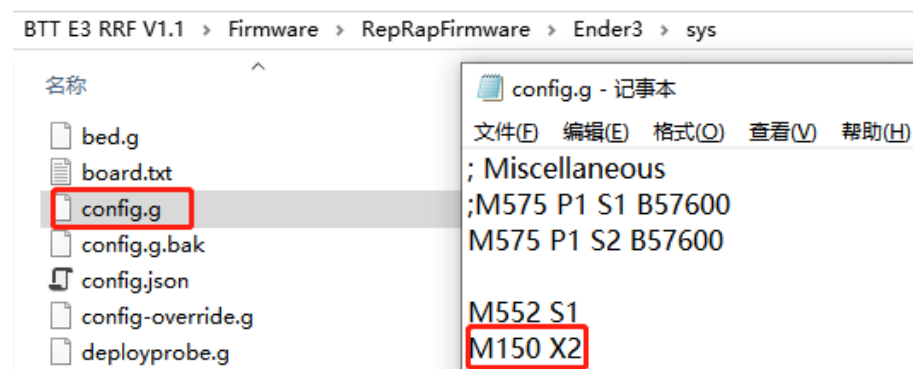 BTT E3 RRF V1.1 > Firmware > RepRapFirmware > Ender3 > sys
名称
bed.g
board.txt
config.g
config.g.bak
config.json
config-override.g
deployprobe.g
config.g - 记事本
文件(F) 编辑(E) 格式(O) 查看(V) 帮助(H)
; Miscellaneous
;M575 P1 S1 B57600
M575 P1 S2 B57600
M552 S1
M150 X2